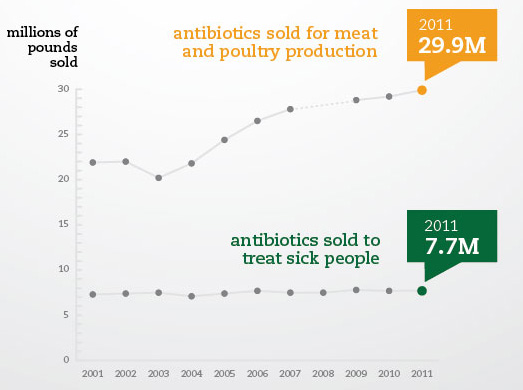 millions of
pounds
sold
antibiotics sold for meat
and poultry production
2011
29.9M
30
25
20
15
10
5
0
antibiotics sold to
treat sick people
2011
7.7M
2001 2002 2003 2004 2005 2006 2007 2008 2009 2010 2011